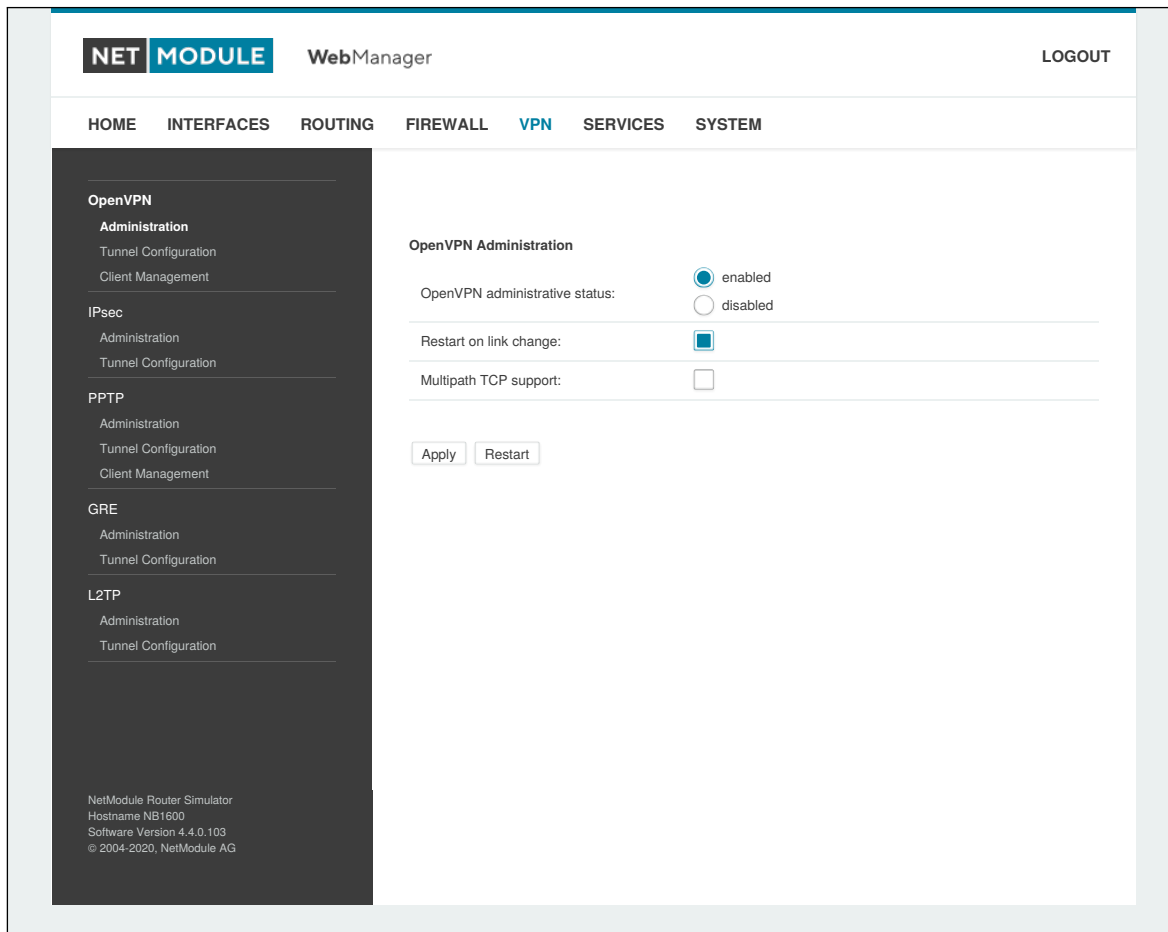 NET MODULE WebManager LOGOUT
HOME INTERFACES ROUTING FIREWALL VPN SERVICES SYSTEM
OpenVPN
Administration
Tunnel Configuration
Client Management
IPsec
Administration
Tunnel Configuration
PPTP
Administration
Tunnel Configuration
Client Management
GRE
Administration
Tunnel Configuration
L2TP
Administration
Tunnel Configuration
NetModule Router Simulator
Hostname NB1600
Software Version 4.4.0.103
© 2004-2020, NetModule AG
OpenVPN Administration
OpenVPN administrative status:
enabled
disabled
Restart on link change:
Multipath TCP support:
Apply Restart